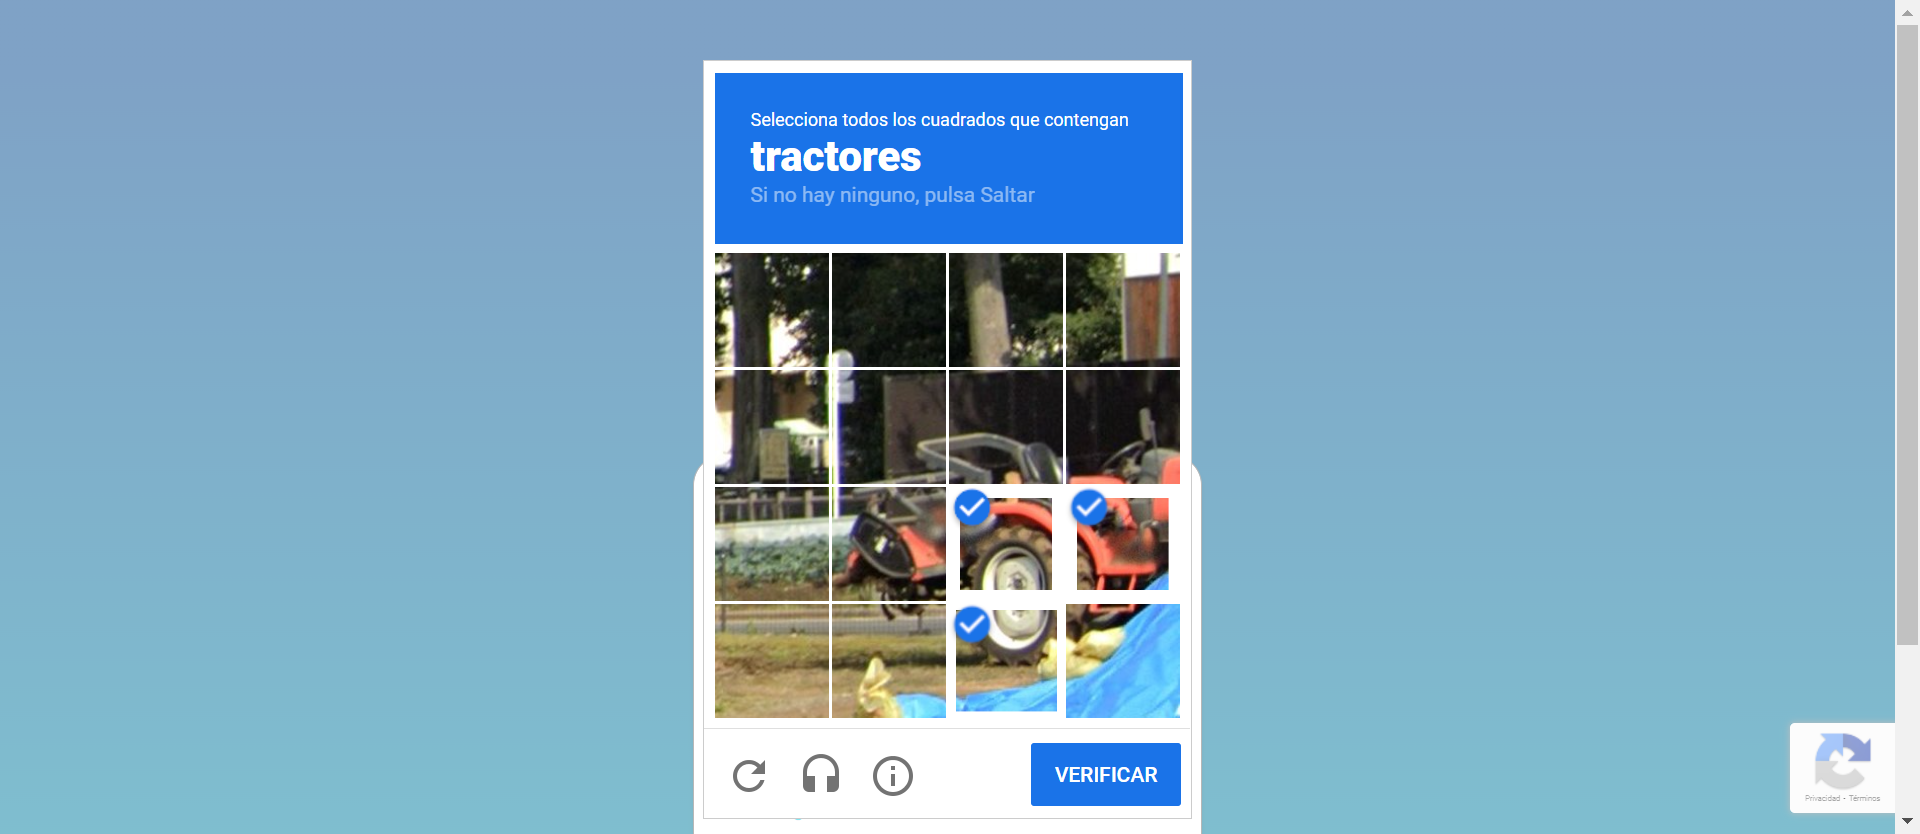 Selecciona todos los cuadrados que contengan
tractores
Si no hay ninguno, pulsa Saltar
VERIFICAR
Privacidad - Términos